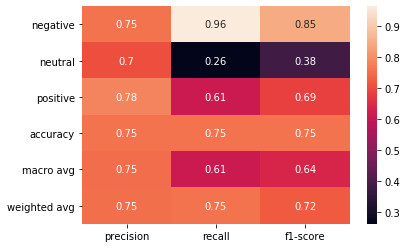 negative 0.75 0.96 0.85
neutral 0.7 0.26 0.38
positive 0.78 0.61 0.69
accuracy 0.75 0.75 0.75
macro avg 0.75 0.61 0.64
weighted avg 0.75 0.75 0.72
precision recall f1-score
0.9
0.8
0.7
0.6
0.5
0.4
0.3